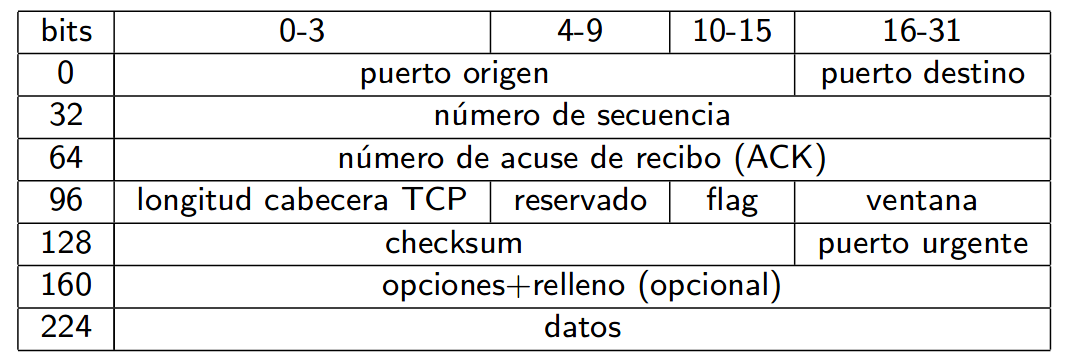 bits 0-3 4-9 10-15 16-31
0 puerto origen puerto destino
32 número de secuencia
64 número de acuse de recibo (ACK)
96 longitud cabecera TCP reservado flag ventana
128 checksum puerto urgente
160 opciones+relleno (opcional)
224 datos